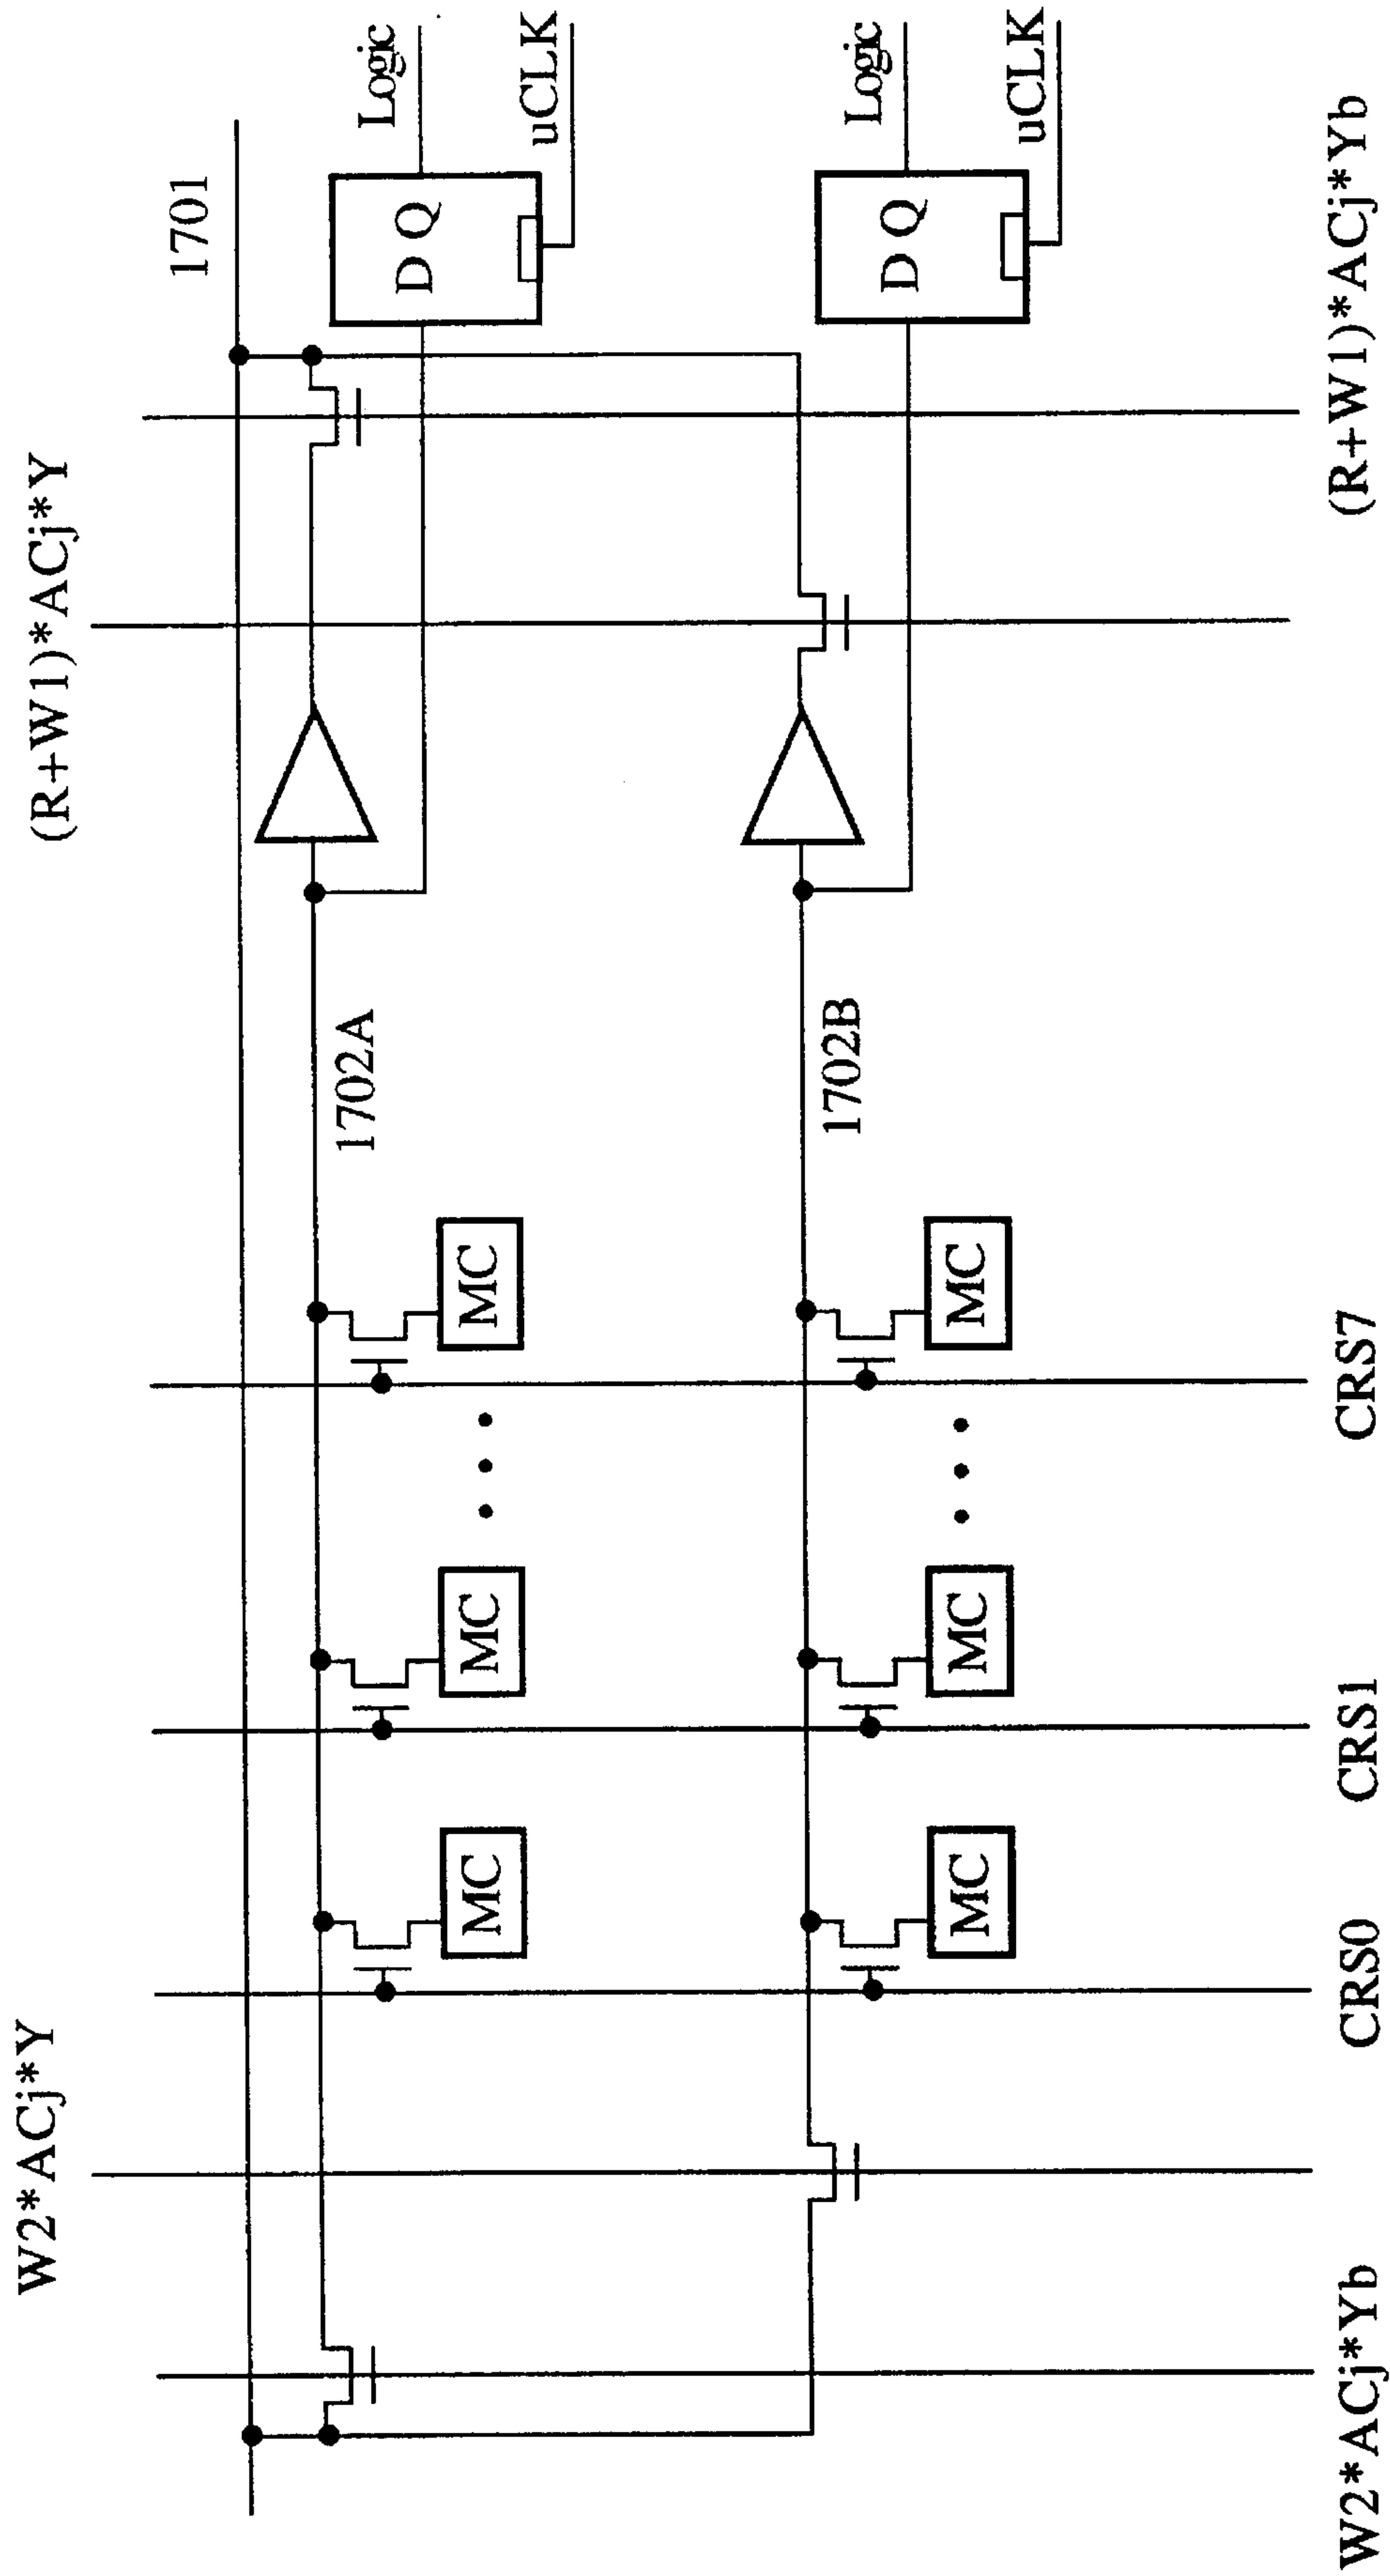 W2*ACj*Y
(R+W1)*ACj*Y
1701
Logic
D Q
uCLK
1702A
MC
MC
MC
Logic
D Q
uCLK
1702B
MC
MC
MC
W2*ACj*Yb
CRS0
CRS1
CRS7
(R+W1)*ACj*Yb